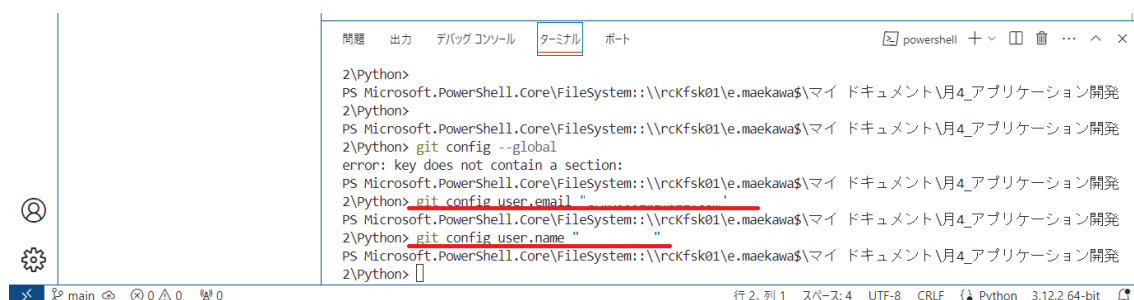 問題 出力 デバッグ コンソール ターミナル ポート powershell
2\Python>
PS Microsoft.PowerShell.Core\FileSystem::\\rcKfsk01\e.maekawa$\マイ ドキュメント\月4_アプリケーション開発
2\Python>
PS Microsoft.PowerShell.Core\FileSystem::\\rcKfsk01\e.maekawa$\マイ ドキュメント\月4_アプリケーション開発
2\Python> git config --global
error: key does not contain a section:
PS Microsoft.PowerShell.Core\FileSystem::\\rcKfsk01\e.maekawa$\マイ ドキュメント\月4_アプリケーション開発
2\Python> git config user.email "
PS Microsoft.PowerShell.Core\FileSystem::\\rcKfsk01\e.maekawa$\マイ ドキュメント\月4_アプリケーション開発
2\Python> git config user.name " "
PS Microsoft.PowerShell.Core\FileSystem::\\rcKfsk01\e.maekawa$\マイ ドキュメント\月4_アプリケーション開発
2\Python>
main 0 0 0 行 2、列 1 スペース: 4 UTF-8 CRLF Python 3.12.2 64-bit